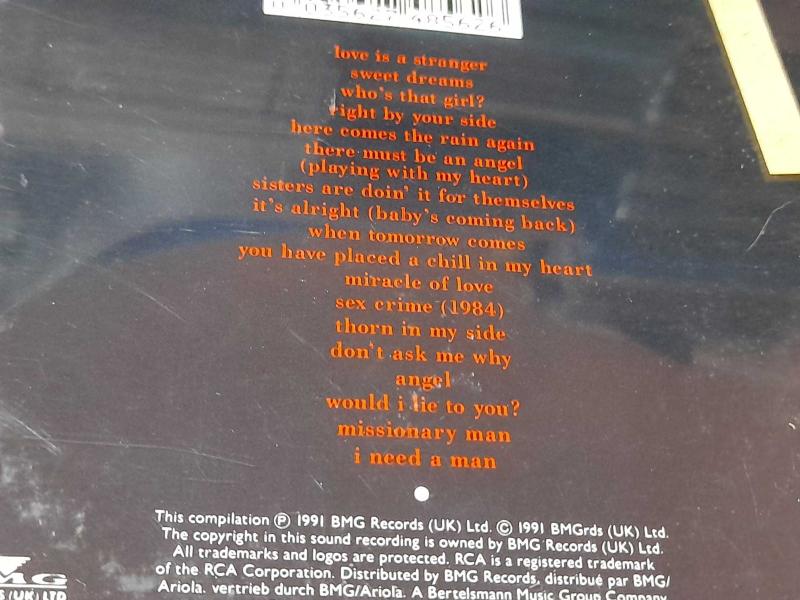 love is a stranger
sweet dreams
who's that girl?
right by your side
here comes the rain again
there must be an angel
(playing with my heart)
sisters are doin' it for themselves
it's alright (baby's coming back)
when tomorrow comes
you have placed a chill in my heart
miracle of love
sex crime (1984)
thorn in my side
don't ask me why
angel
would i lie to you?
missionary man
i need a man
This compilation ℗ 1991 BMG Records (UK) Ltd. © 1991 BMGrds (UK) Ltd.
The copyright in this sound recording is owned by BMG Records (UK) Ltd.
All trademarks and logos are protected. RCA is a registered trademark
of the RCA Corporation. Distributed by BMG Records, distribué par BMG/
Ariola. vertrieb durch BMG/Ariola. A Bertelsmann Music Group Company
(UK) LTD